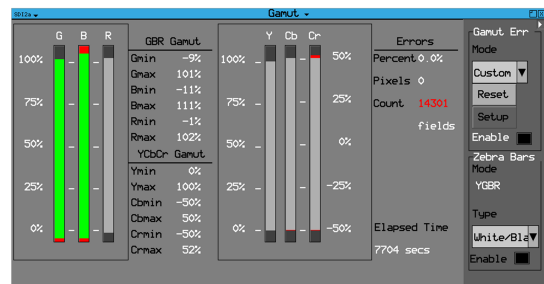 SDI2a
Gamut
G B R
100%
75%
50%
25%
0%
GBR Gamut
Gmin -9%
Gmax 101%
Bmin -11%
Bmax 111%
Rmin -1%
Rmax 102%
YCbCr Gamut
Ymin 0%
Ymax 100%
Cbmin -50%
Cbmax 50%
Crmin -50%
Crmax 52%
Y Cb Cr
100% 50%
75% 25%
50% 0%
25% -25%
0% -50%
Errors
Percent 0.0%
Pixels 0
Count 14301
fields
Elapsed Time
7704 secs
Gamut Err
Mode
Custom
Reset
Setup
Enable
Zebra Bars
Mode
YGBR
Type
White/Bla
Enable